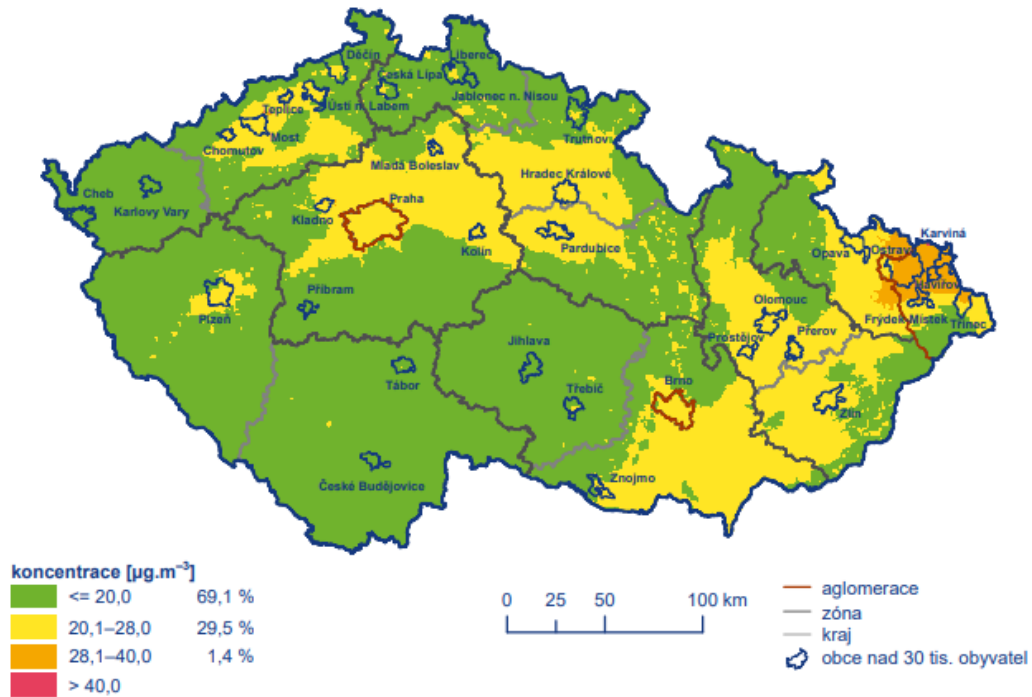 Děčín
Liberec
Česká Lípa
Jablonec n. Nisou
Teplice
Ústí n. Labem
Most
Chomutov
Trutnov
Mladá Boleslav
Hradec Králové
Cheb
Karlovy Vary
Praha
Kladno
Kolín
Pardubice
Opava
Ostrava
Karviná
Havířov
Plzeň
Příbram
Olomouc
Frýdek Místek
Třinec
Prostějov
Přerov
Jihlava
Tábor
Třebíč
Brno
Zlín
České Budějovice
Znojmo
koncentrace [µg.m⁻³]
<= 20,0 69,1 %
20,1–28,0 29,5 %
28,1–40,0 1,4 %
> 40,0
0 25 50 100 km
aglomerace
zóna
kraj
obce nad 30 tis. obyvatel